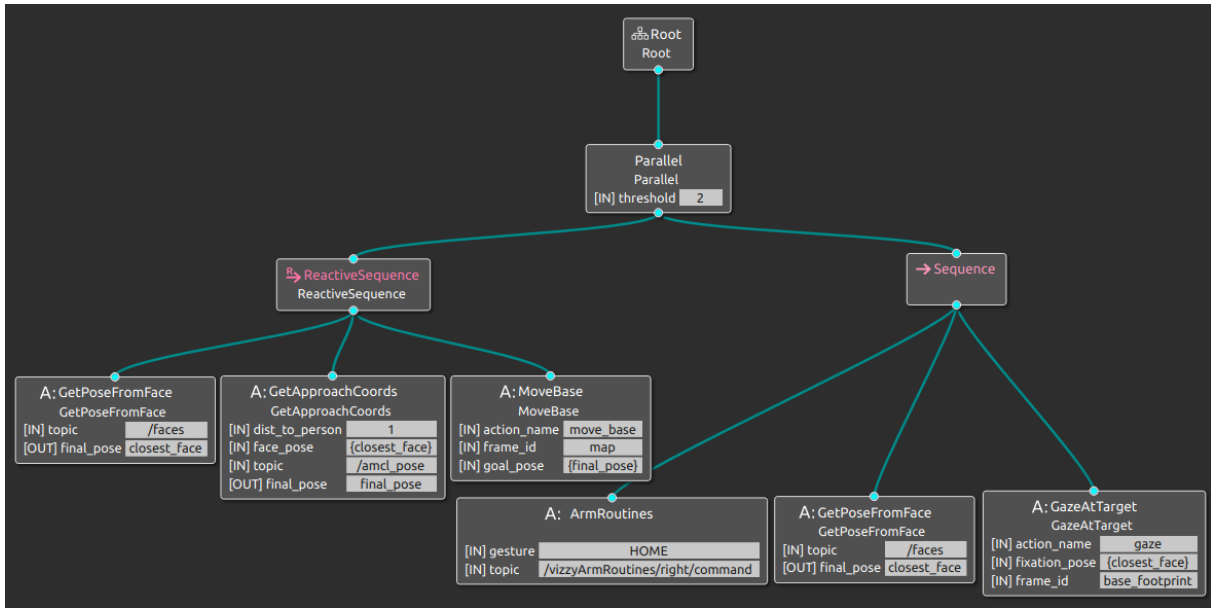 Root
Root
Parallel
Parallel
[IN] threshold 2
ReactiveSequence
ReactiveSequence
Sequence
A: GetPoseFromFace
GetPoseFromFace
[IN] topic /faces
[OUT] final_pose closest_face
A: GetApproachCoords
GetApproachCoords
[IN] dist_to_person 1
[IN] face_pose {closest_face}
[IN] topic /amcl_pose
[OUT] final_pose final_pose
A: MoveBase
MoveBase
[IN] action_name move_base
[IN] frame_id map
[IN] goal_pose {final_pose}
A: ArmRoutines
[IN] gesture HOME
[IN] topic /vizzyArmRoutines/right/command
A: GetPoseFromFace
GetPoseFromFace
[IN] topic /faces
[OUT] final_pose closest_face
A: GazeAtTarget
GazeAtTarget
[IN] action_name gaze
[IN] fixation_pose {closest_face}
[IN] frame_id base_footprint